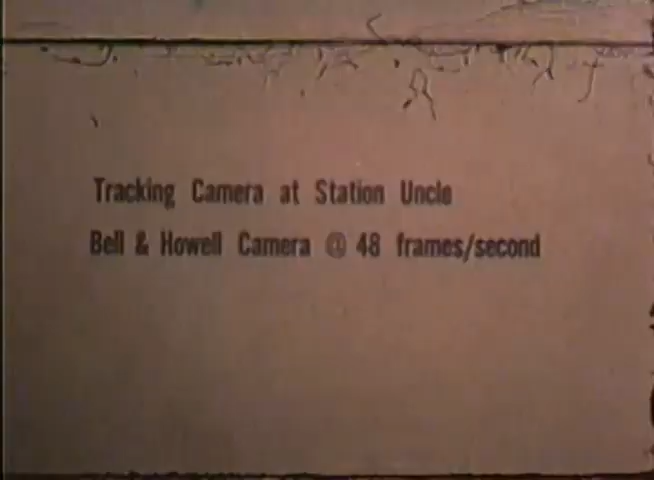 Tracking Camera at Station Uncle
Bell & Howell Camera @ 48 frames/second